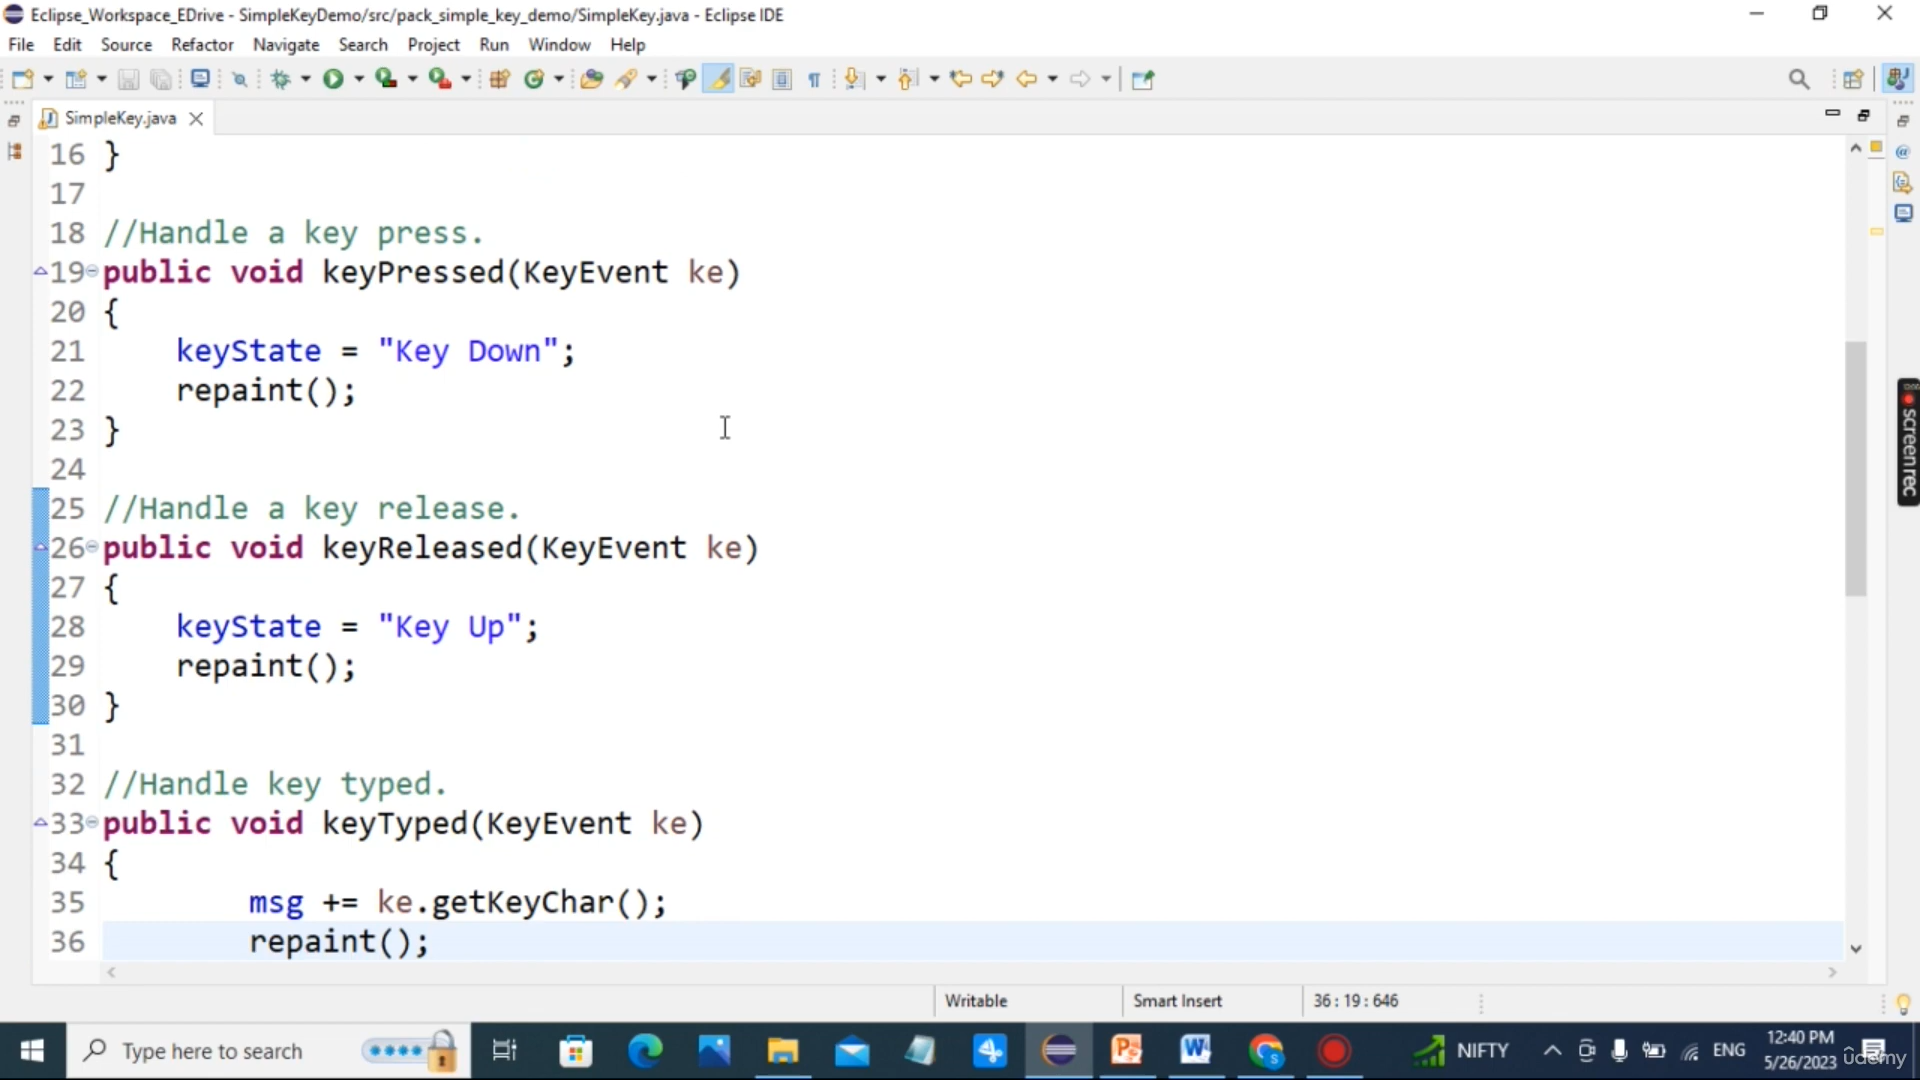 Eclipse_Workspace_EDrive - SimpleKeyDemo/src/pack_simple_key_demo/SimpleKey.java - Eclipse IDE
File Edit Source Refactor Navigate Search Project Run Window Help
SimpleKey.java
16 }
17
18 //Handle a key press.
19 public void keyPressed(KeyEvent ke)
20 {
21 keyState = "Key Down";
22 repaint();
23 }
24
25 //Handle a key release.
26 public void keyReleased(KeyEvent ke)
27 {
28 keyState = "Key Up";
29 repaint();
30 }
31
32 //Handle key typed.
33 public void keyTyped(KeyEvent ke)
34 {
35 msg += ke.getKeyChar();
36 repaint();
screenrec
Writable Smart Insert 36 : 19 : 646
Type here to search NIFTY ENG 12:40 PM
5/26/2023
ûdemy